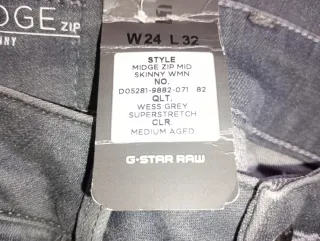 DGE ZIP
NNY
W24 L32
STYLE
MIDGE ZIP MID
SKINNY WMN
NO.
D05281-9882-071 82
QLT.
WESS GREY
SUPERSTRETCH
CLR.
MEDIUM AGED
G-STAR RAW